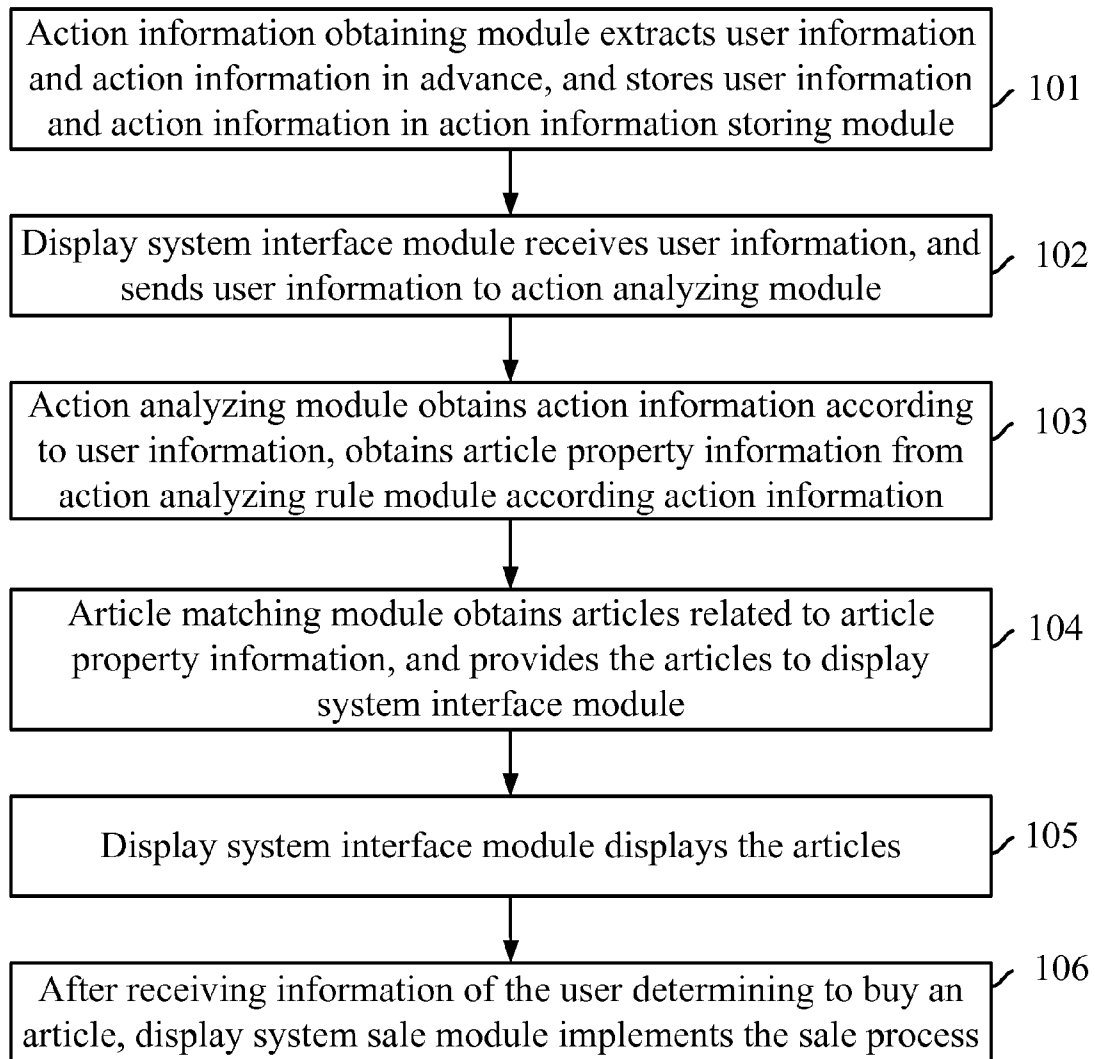 Action information obtaining module extracts user information
and action information in advance, and stores user information
and action information in action information storing module
101
Display system interface module receives user information, and
sends user information to action analyzing module
102
Action analyzing module obtains action information according
to user information, obtains article property information from
action analyzing rule module according action information
103
Article matching module obtains articles related to article
property information, and provides the articles to display
system interface module
104
Display system interface module displays the articles
105
After receiving information of the user determining to buy an
article, display system sale module implements the sale process
106